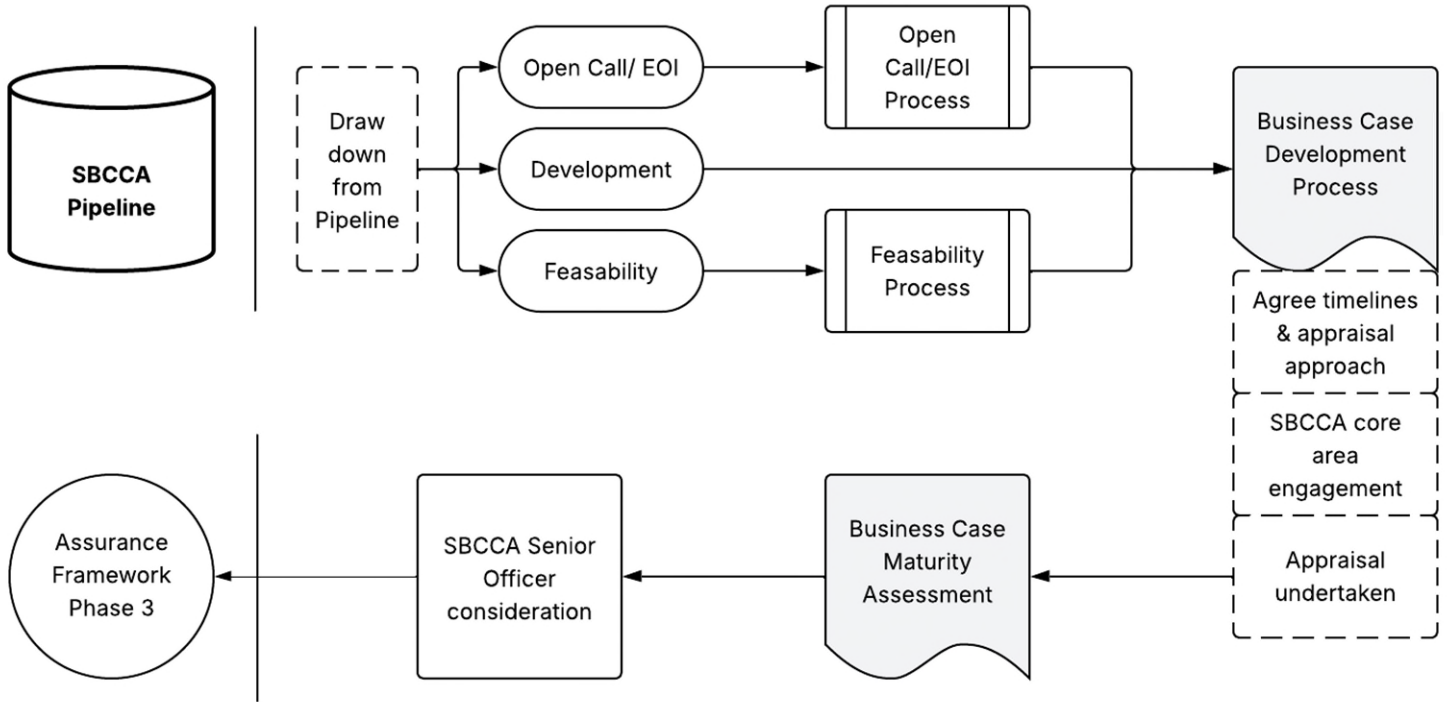 SBCCA
Pipeline
Draw
down
from
Pipeline
Open Call/ EOI
Development
Feasability
Open
Call/EOI
Process
Feasability
Process
Business Case
Development
Process
Agree timelines
& appraisal
approach
SBCCA core
area
engagement
Appraisal
undertaken
Business Case
Maturity
Assessment
SBCCA Senior
Officer
consideration
Assurance
Framework
Phase 3